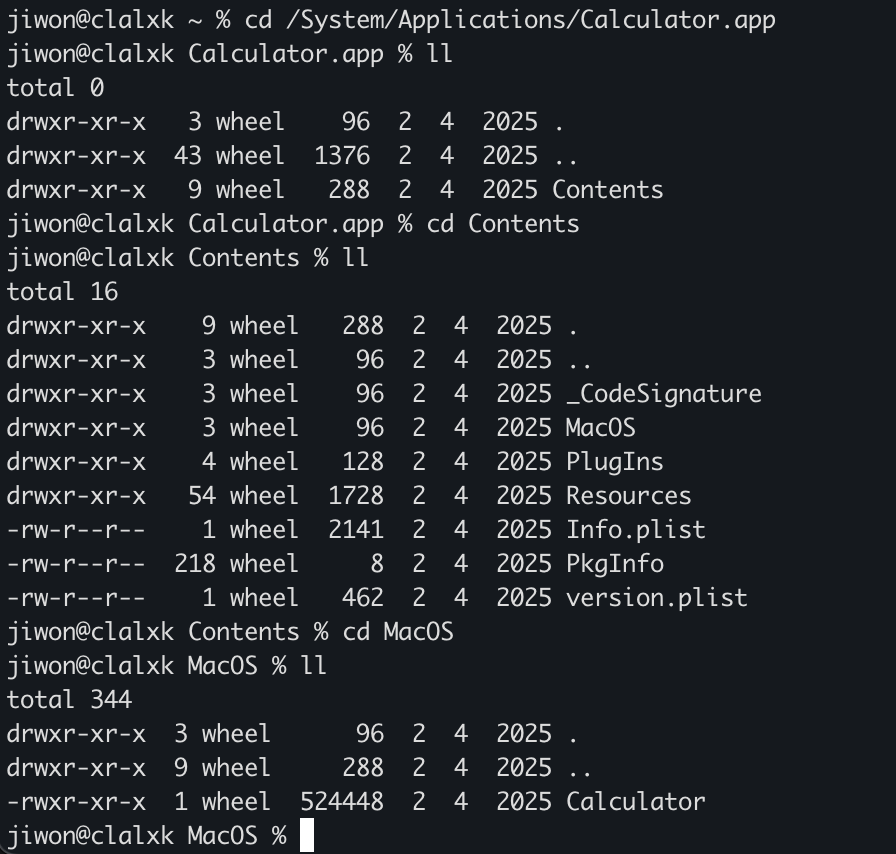 jiwon@clalxk ~ % cd /System/Applications/Calculator.app
jiwon@clalxk Calculator.app % ll
total 0
drwxr-xr-x   3 wheel    96  2  4  2025 .
drwxr-xr-x  43 wheel  1376  2  4  2025 ..
drwxr-xr-x   9 wheel   288  2  4  2025 Contents
jiwon@clalxk Calculator.app % cd Contents
jiwon@clalxk Contents % ll
total 16
drwxr-xr-x    9 wheel   288  2  4  2025 .
drwxr-xr-x    3 wheel    96  2  4  2025 ..
drwxr-xr-x    3 wheel    96  2  4  2025 _CodeSignature
drwxr-xr-x    3 wheel    96  2  4  2025 MacOS
drwxr-xr-x    4 wheel   128  2  4  2025 PlugIns
drwxr-xr-x   54 wheel  1728  2  4  2025 Resources
-rw-r--r--    1 wheel  2141  2  4  2025 Info.plist
-rw-r--r--  218 wheel     8  2  4  2025 PkgInfo
-rw-r--r--    1 wheel   462  2  4  2025 version.plist
jiwon@clalxk Contents % cd MacOS
jiwon@clalxk MacOS % ll
total 344
drwxr-xr-x  3 wheel      96  2  4  2025 .
drwxr-xr-x  9 wheel     288  2  4  2025 ..
-rwxr-xr-x  1 wheel  524448  2  4  2025 Calculator
jiwon@clalxk MacOS %